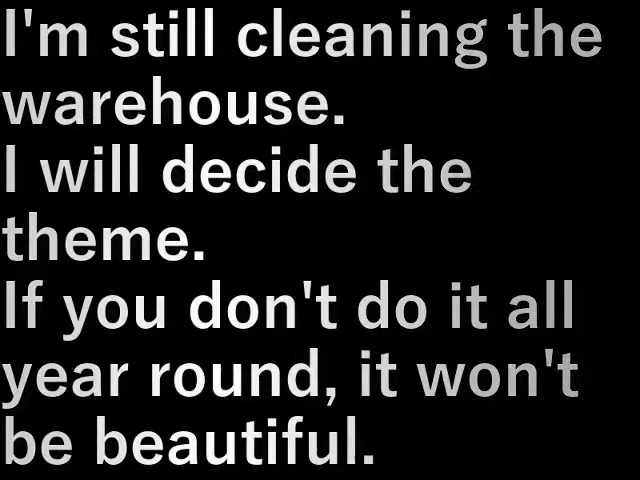 I'm still cleaning the
warehouse.
I will decide the
theme.
If you don't do it all
year round, it won't
be beautiful.